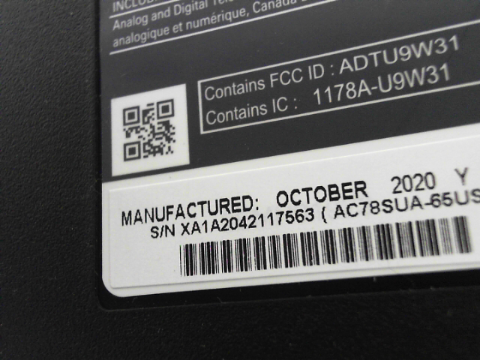 Analog and Digital Tele
analogique et numérique, Canada
Contains FCC ID : ADTU9W31
Contains IC : 1178A-U9W31
MANUFACTURED: OCTOBER 2020 Y
S/N XA1A2042117563 ( AC78SUA-65US